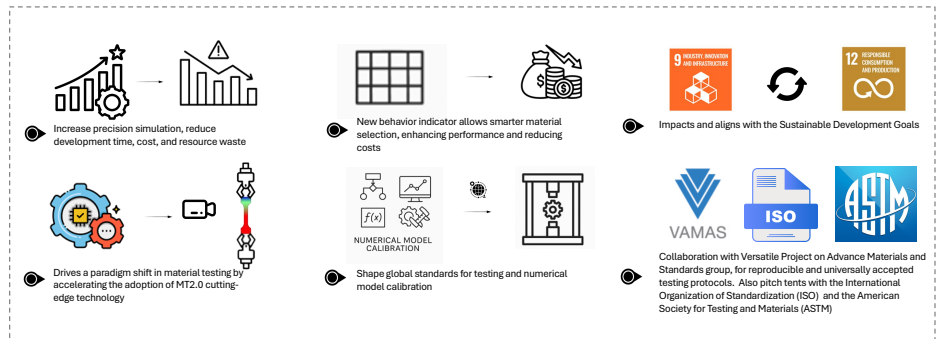 9 INDUSTRY, INNOVATION
AND INFRASTRUCTURE
12 RESPONSIBLE
CONSUMPTION
AND PRODUCTION
Increase precision simulation, reduce
development time, cost, and resource waste
New behavior indicator allows smarter material
selection, enhancing performance and reducing
costs
Impacts and aligns with the Sustainable Development Goals
f(x)
NUMERICAL MODEL
CALIBRATION
VAMAS
ISO
ASTM
Drives a paradigm shift in material testing by
accelerating the adoption of MT2.0 cutting-
edge technology
Shape global standards for testing and numerical
model calibration
Collaboration with Versatile Project on Advance Materials and
Standards group, for reproducible and universally accepted
testing protocols. Also pitch tents with the International
Organization of Standardization (ISO) and the American
Society for Testing and Materials (ASTM)